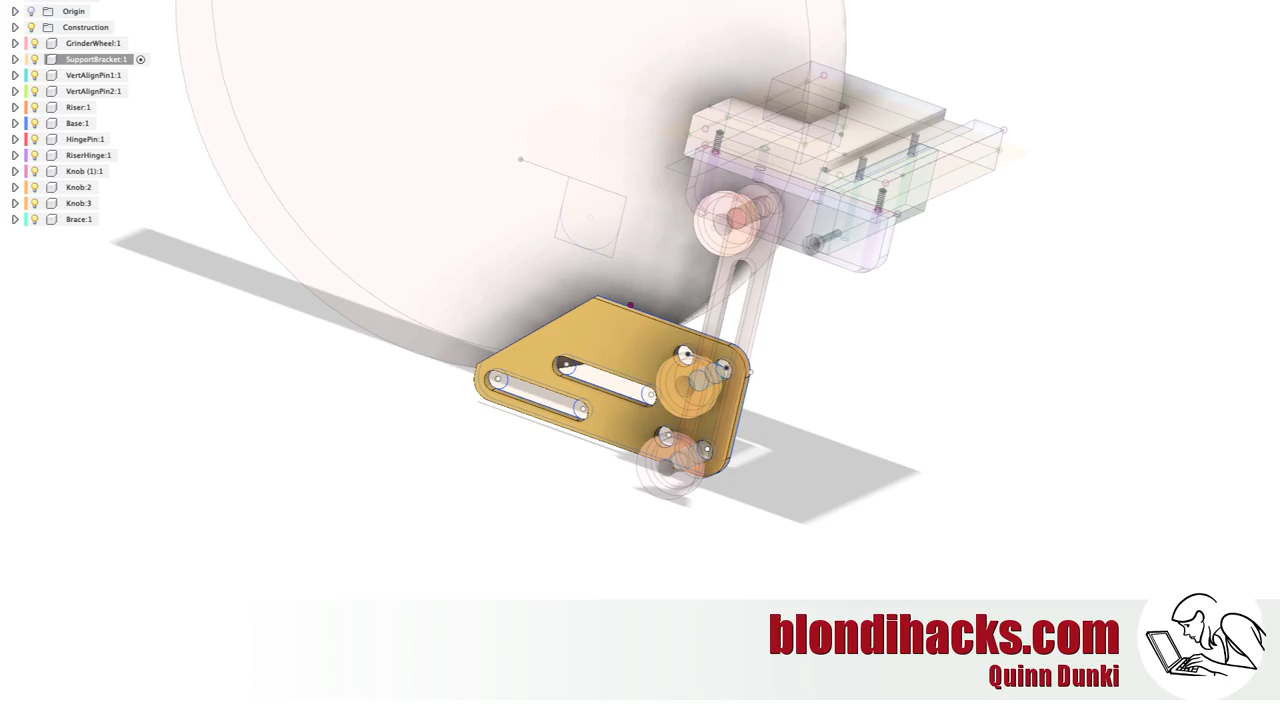 Origin
Construction
GrinderWheel:1
SupportBracket:1
VertAlignPin1:1
VertAlignPin2:1
Riser:1
Base:1
HingePin:1
RiserHinge:1
Knob (1):1
Knob:2
Knob:3
Brace:1
blondihacks.com
Quinn Dunki